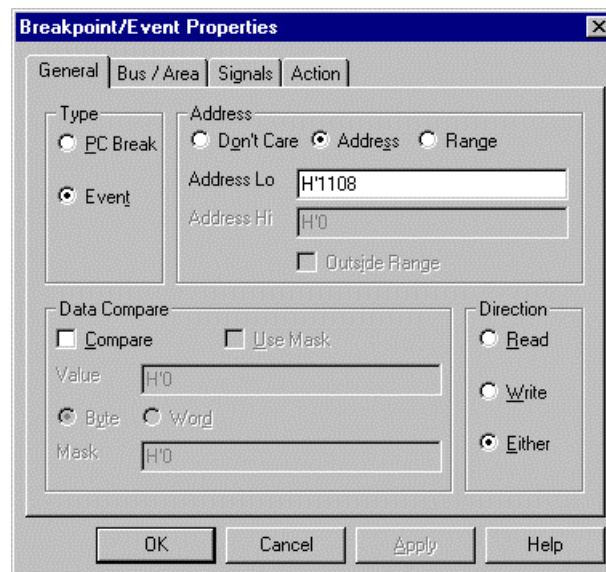 Breakpoint/Event Properties
General Bus / Area Signals Action
Type
PC Break
Event
Address
Don't Care Address Range
Address Lo H'1108
Address Hi H'0
Outside Range
Data Compare
Compare Use Mask
Value H'0
Byte Word
Mask H'0
Direction
Read
Write
Either
OK Cancel Apply Help